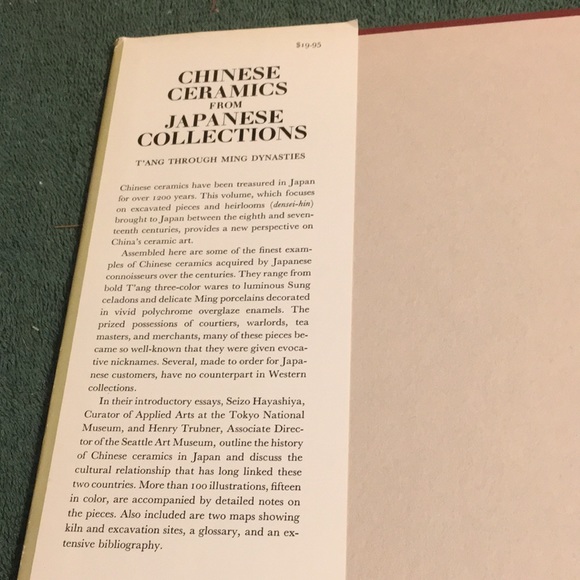 $19.95
CHINESE
CERAMICS
FROM
JAPANESE
COLLECTIONS
T'ANG THROUGH MING DYNASTIES
Chinese ceramics have been treasured in Japan
for over 1200 years. This volume, which focuses
on excavated pieces and heirlooms (densei-hin)
brought to Japan between the eighth and seven-
teenth centuries, provides a new perspective on
China's ceramic art.
Assembled here are some of the finest exam-
ples of Chinese ceramics acquired by Japanese
connoisseurs over the centuries. They range from
bold T'ang three-color wares to luminous Sung
celadons and delicate Ming porcelains decorated
in vivid polychrome overglaze enamels. The
prized possessions of courtiers, warlords, tea
masters, and merchants, many of these pieces be-
came so well-known that they were given evoca-
tive nicknames. Several, made to order for Japa-
nese customers, have no counterpart in Western
collections.
In their introductory essays, Seizo Hayashiya,
Curator of Applied Arts at the Tokyo National
Museum, and Henry Trubner, Associate Direc-
tor of the Seattle Art Museum, outline the history
of Chinese ceramics in Japan and discuss the
cultural relationship that has long linked these
two countries. More than 100 illustrations, fifteen
in color, are accompanied by detailed notes on
the pieces. Also included are two maps showing
kiln and excavation sites, a glossary, and an ex-
tensive bibliography.